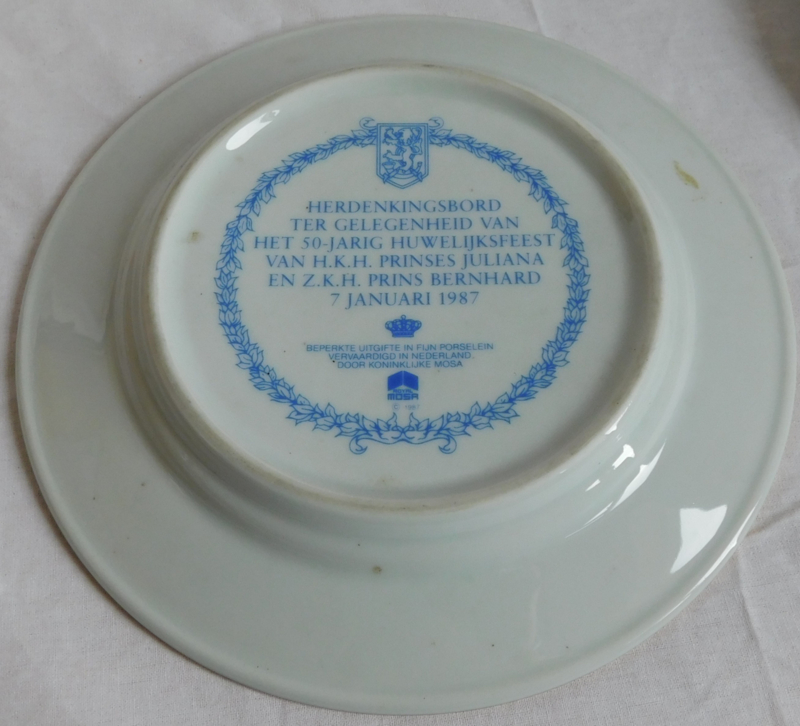 HERDENKINGSBORD
TER GELEGENHEID VAN
HET 50-JARIG HUWELIJKSFEEST
VAN H.K.H. PRINSES JULIANA
EN Z.K.H. PRINS BERNHARD
7 JANUARI 1987
BEPERKTE UITGIFTE IN FIJN PORSELEIN
VERVAARDIGD IN NEDERLAND.
DOOR KONINKLIJKE MOSA
MOSA